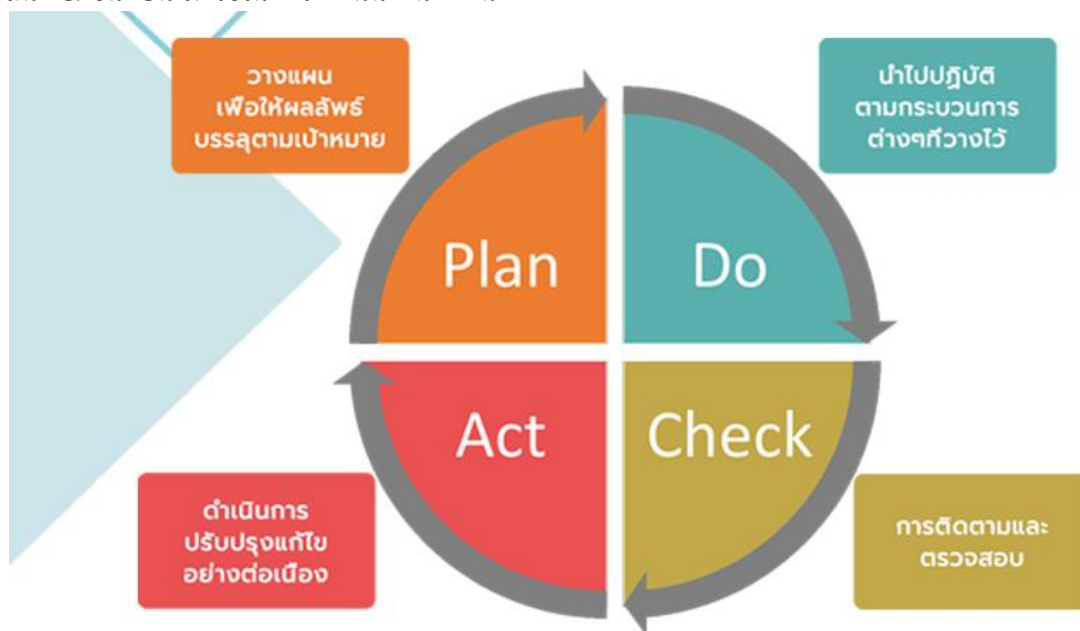 วางแผน
เพื่อให้ผลลัพธ์
บรรลุตามเป้าหมาย
นำไปปฏิบัติ
ตามกระบวนการ
ต่างๆที่วางไว้
Plan
Do
Act
Check
ดำเนินการ
ปรับปรุงแก้ไข
อย่างต่อเนื่อง
การติดตามและ
ตรวจสอบ